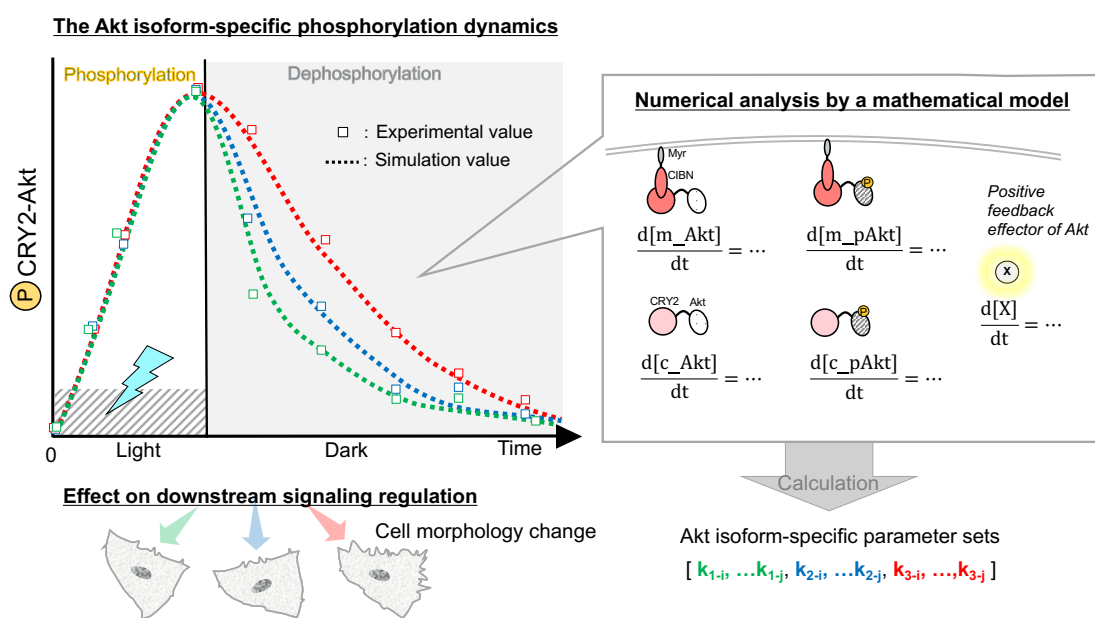 The Akt isoform-specific phosphorylation dynamics
Phosphorylation
Dephosphorylation
: Experimental value
: Simulation value
P CRY2-Akt
0
Light
Dark
Time
Numerical analysis by a mathematical model
Myr
CIBN
P
d[m_Akt]
dt
= ···
d[m_pAkt]
dt
= ···
Positive
feedback
effector of Akt
X
d[X]
dt
= ···
CRY2
Akt
P
d[c_Akt]
dt
= ···
d[c_pAkt]
dt
= ···
Calculation
Akt isoform-specific parameter sets
[ k1-i, …k1-j, k2-i, …k2-j, k3-i, …,k3-j ]
Effect on downstream signaling regulation
Cell morphology change